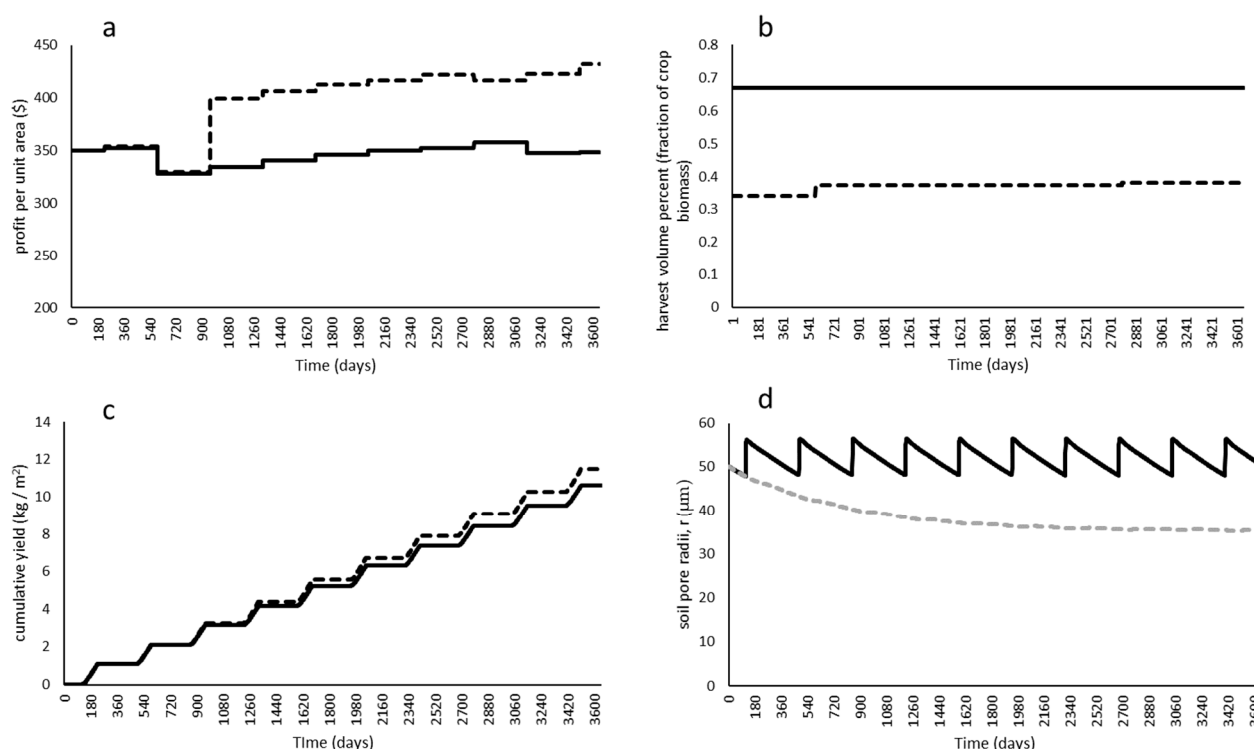 a
450
400
350
300
250
200
profit per unit area ($)
0 180 360 540 720 900 1080 1260 1440 1620 1800 1980 2160 2340 2520 2700 2880 3060 3240 3420 3600
Time (days)
b
0.8
0.7
0.6
0.5
0.4
0.3
0.2
0.1
0
harvest volume percent (fraction of crop
biomass)
1 181 361 541 721 901 1081 1261 1441 1621 1801 1981 2161 2341 2521 2701 2881 3061 3241 3421 3601
Time (days)
c
14
12
10
8
6
4
2
0
cumulative yield (kg / m²)
0 180 360 540 720 900 1080 1260 1440 1620 1800 1980 2160 2340 2520 2700 2880 3060 3240 3420 3600
TIme (days)
d
60
50
40
30
20
10
0
soil pore radii, r (μm)
0 180 360 540 720 900 1080 1260 1440 1620 1800 1980 2160 2340 2520 2700 2880 3060 3240 3420 3600
Time (days)